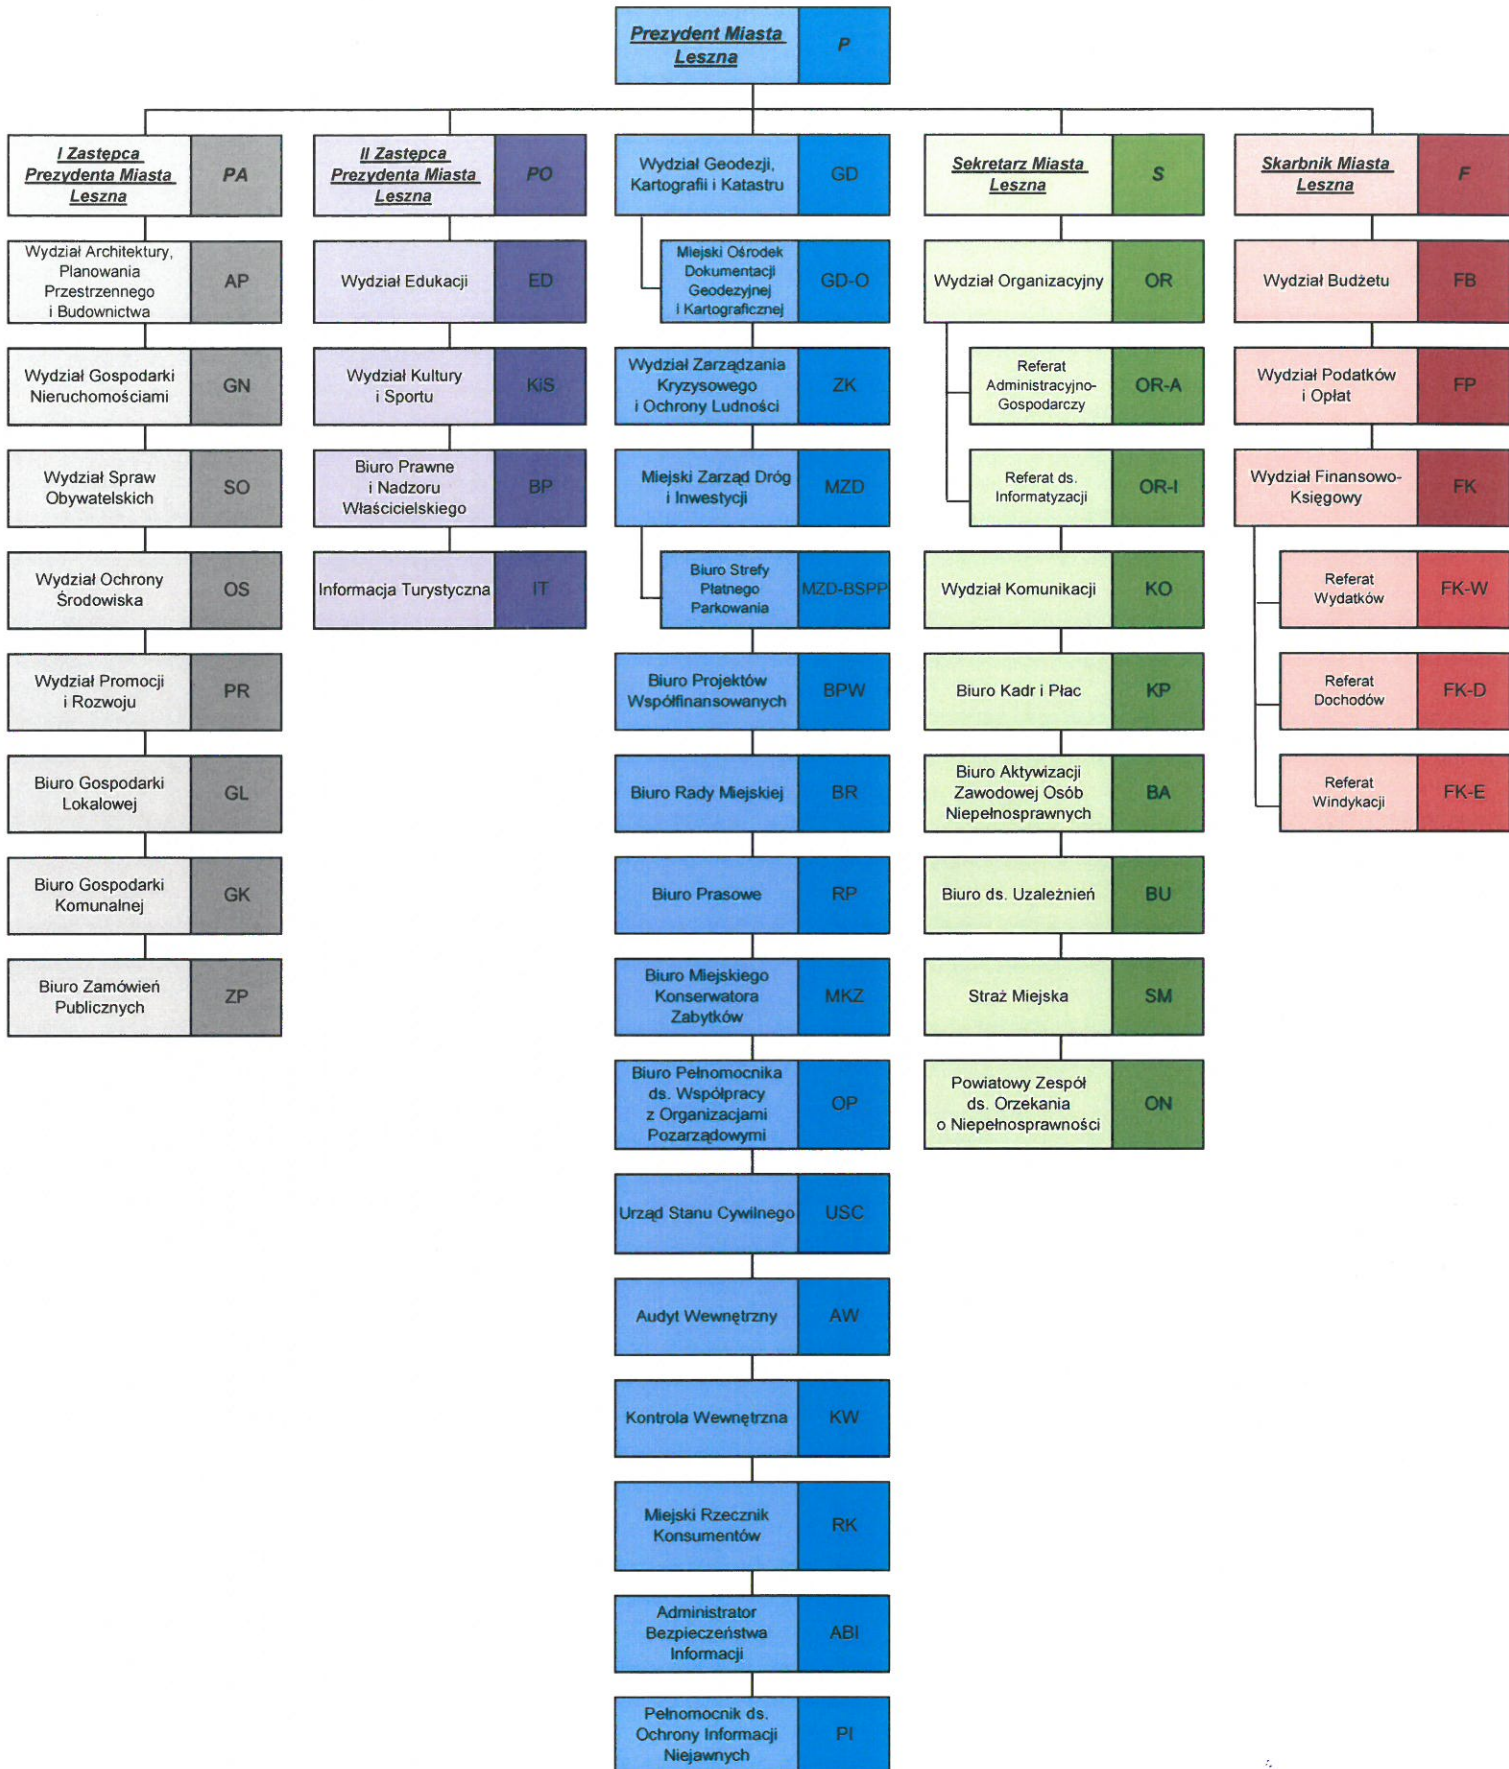 Prezydent Miasta
Leszna
P
I Zastępca
Prezydenta Miasta
Leszna
PA
Wydział Architektury,
Planowania
Przestrzennego
i Budownictwa
AP
Wydział Gospodarki
Nieruchomościami
GN
Wydział Spraw
Obywatelskich
SO
Wydział Ochrony
Środowiska
OS
Wydział Promocji
i Rozwoju
PR
Biuro Gospodarki
Lokalowej
GL
Biuro Gospodarki
Komunalnej
GK
Biuro Zamówień
Publicznych
ZP
II Zastępca
Prezydenta Miasta
Leszna
PO
Wydział Edukacji
ED
Wydział Kultury
i Sportu
KiS
Biuro Prawne
i Nadzoru
Właścicielskiego
BP
Informacja Turystyczna
IT
Wydział Geodezji,
Kartografii i Katastru
GD
Miejski Ośrodek
Dokumentacji
Geodezyjnej
i Kartograficznej
GD-O
Wydział Zarządzania
Kryzysowego
i Ochrony Ludności
ZK
Miejski Zarząd Dróg
i Inwestycji
MZD
Biuro Strefy
Płatnego
Parkowania
MZD-BSPP
Biuro Projektów
Współfinansowanych
BPW
Biuro Rady Miejskiej
BR
Biuro Prasowe
RP
Biuro Miejskiego
Konserwatora
Zabytków
MKZ
Biuro Pełnomocnika
ds. Współpracy
z Organizacjami
Pozarządowymi
OP
Urząd Stanu Cywilnego
USC
Audyt Wewnętrzny
AW
Kontrola Wewnętrzna
KW
Miejski Rzecznik
Konsumentów
RK
Administrator
Bezpieczeństwa
Informacji
ABI
Pełnomocnik ds.
Ochrony Informacji
Niejawnych
PI
Sekretarz Miasta
Leszna
S
Wydział Organizacyjny
OR
Referat
Administracyjno-
Gospodarczy
OR-A
Referat ds.
Informatyzacji
OR-I
Wydział Komunikacji
KO
Biuro Kadr i Płac
KP
Biuro Aktywizacji
Zawodowej Osób
Niepełnosprawnych
BA
Biuro ds. Uzależnień
BU
Straż Miejska
SM
Powiatowy Zespół
ds. Orzekania
o Niepełnosprawności
ON
Skarbnik Miasta
Leszna
F
Wydział Budżetu
FB
Wydział Podatków
i Opłat
FP
Wydział Finansowo-
Księgowy
FK
Referat
Wydatków
FK-W
Referat
Dochodów
FK-D
Referat
Windykacji
FK-E